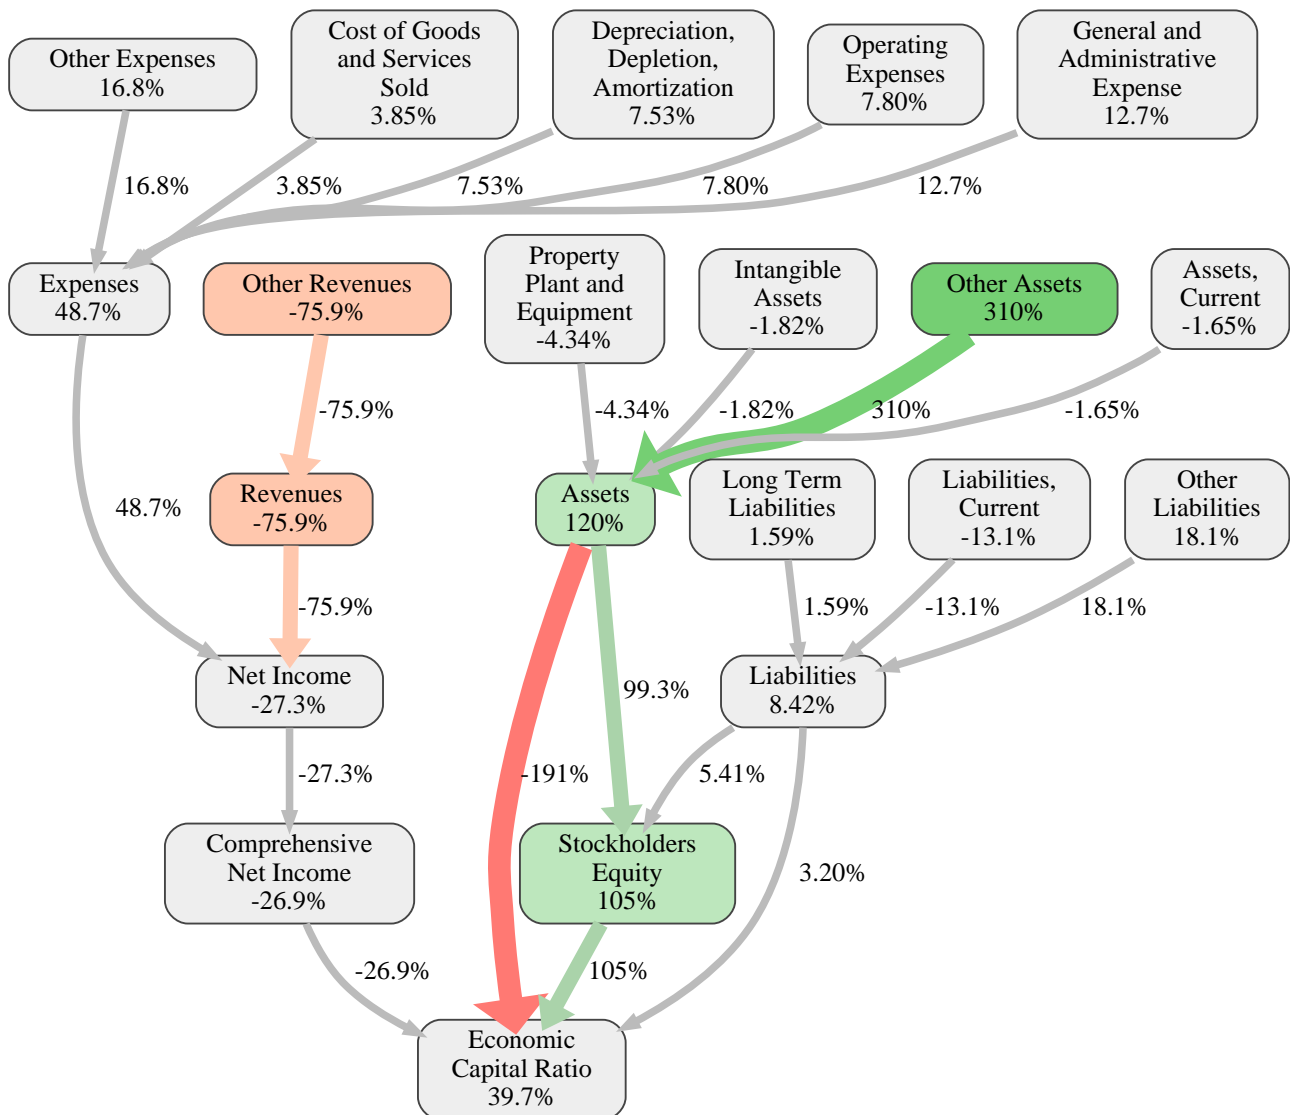 Other Expenses
16.8%
Cost of Goods
and Services
Sold
3.85%
Depreciation,
Depletion,
Amortization
7.53%
Operating
Expenses
7.80%
General and
Administrative
Expense
12.7%
16.8%
3.85%
7.53%
7.80%
12.7%
Expenses
48.7%
Other Revenues
-75.9%
Property
Plant and
Equipment
-4.34%
Intangible
Assets
-1.82%
Other Assets
310%
Assets,
Current
-1.65%
-75.9%
-4.34%
-1.82%
310%
-1.65%
48.7%
Revenues
-75.9%
Assets
120%
Long Term
Liabilities
1.59%
Liabilities,
Current
-13.1%
Other
Liabilities
18.1%
-75.9%
1.59%
-13.1%
18.1%
Net Income
-27.3%
99.3%
Liabilities
8.42%
-27.3%
-191%
5.41%
Comprehensive
Net Income
-26.9%
Stockholders
Equity
105%
3.20%
-26.9%
105%
Economic
Capital Ratio
39.7%